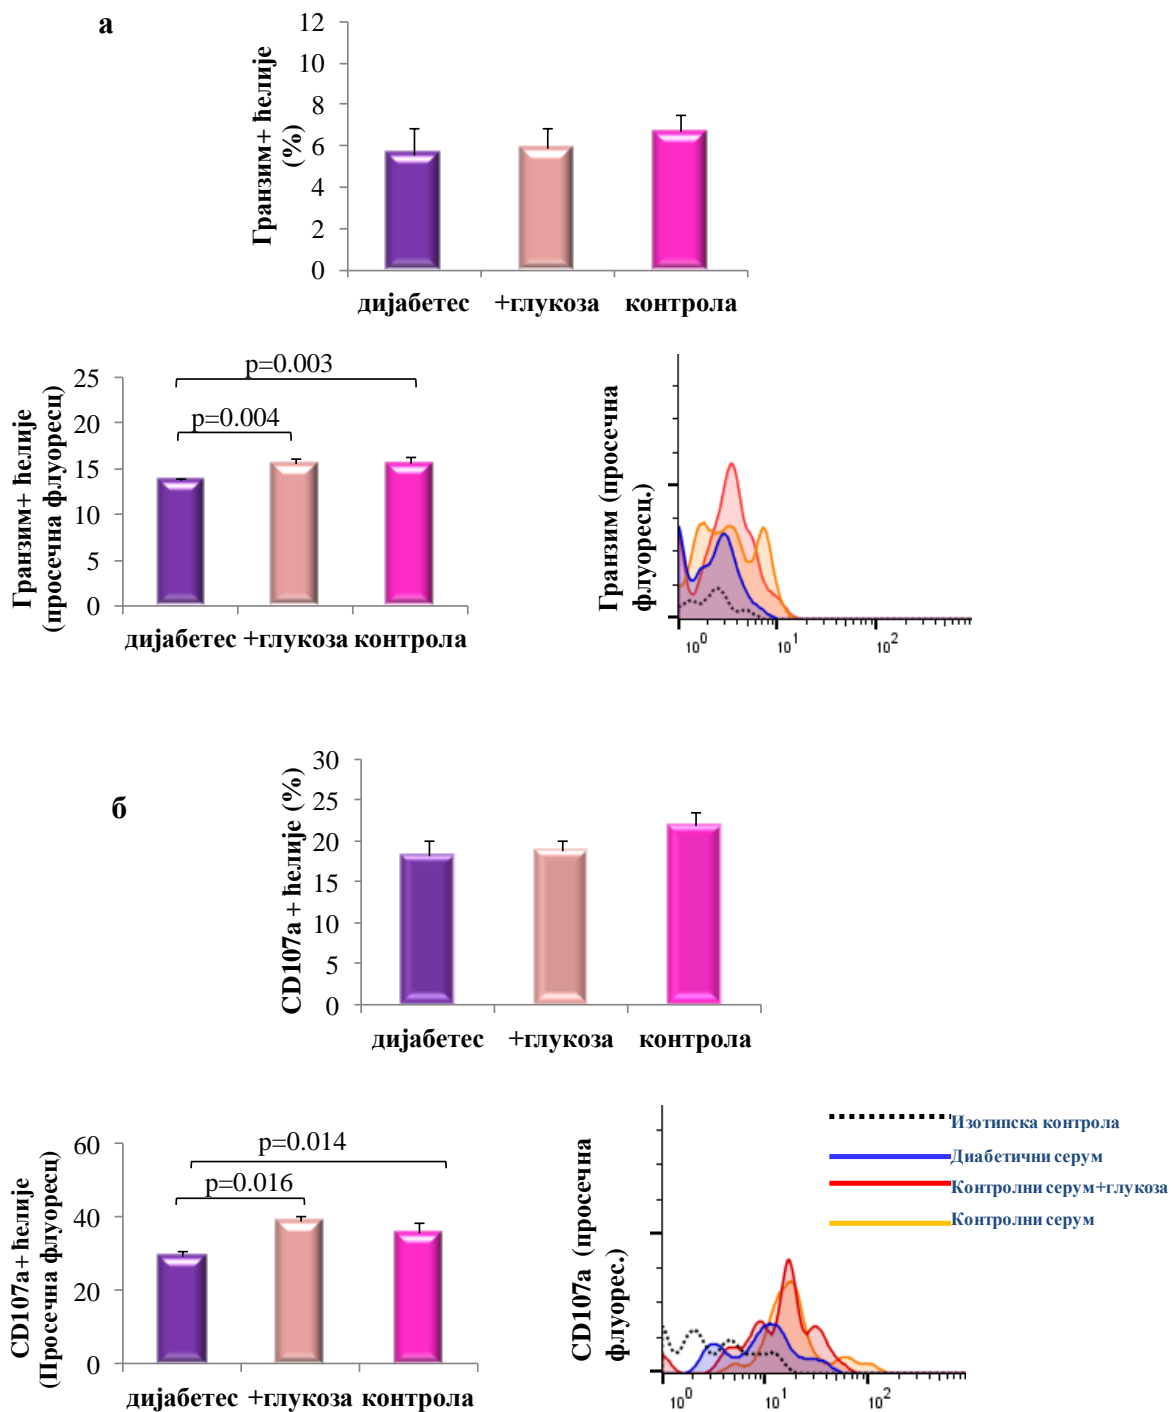 а
Гранзим+ ћелије
(%)
12
10
8
6
4
2
0
дијабетес +глукоза контрола
Гранзим+ ћелије
(просечна флуоресц)
25
20
15
10
5
0
p=0.003
p=0.004
дијабетес +глукоза контрола
Гранзим (просечна
флуоресц.)
10^0 10^1 10^2
б
CD107a + ћелије (%)
30
25
20
15
10
5
0
дијабетес +глукоза контрола
CD107a+ ћелије
(Просечна флуоресц)
60
40
20
0
p=0.014
p=0.016
дијабетес +глукоза контрола
CD107a (просечна
флуорес.)
10^0 10^1 10^2
Изотипска контрола
Диабетични серум
Контролни серум+глукоза
Контролни серум